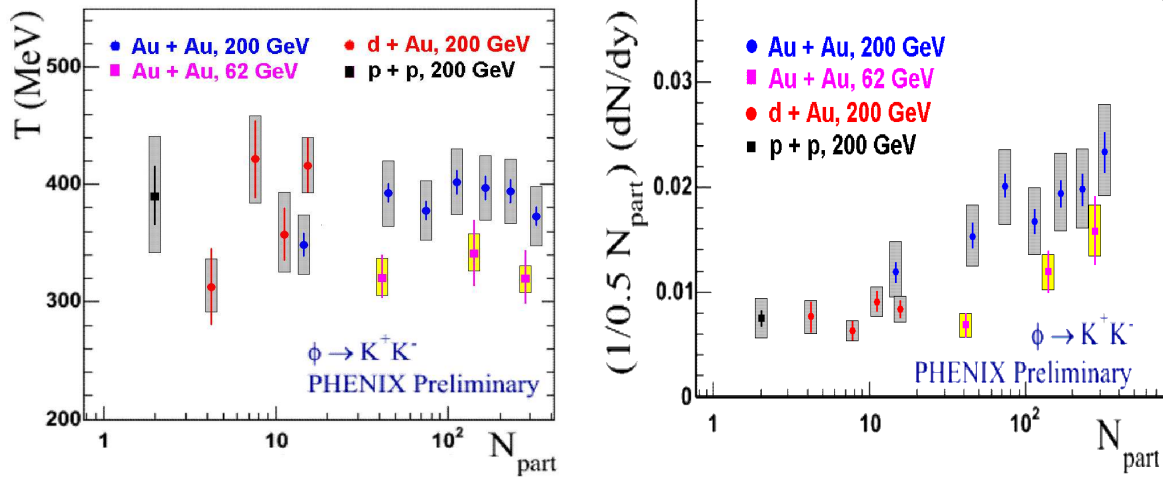 T (MeV)
500
400
300
200
Au + Au, 200 GeV
d + Au, 200 GeV
Au + Au, 62 GeV
p + p, 200 GeV
ϕ → K⁺K⁻
PHENIX Preliminary
1
10
10²
N_part
(1/0.5 N_part) (dN/dy)
0.03
0.02
0.01
0
Au + Au, 200 GeV
Au + Au, 62 GeV
d + Au, 200 GeV
p + p, 200 GeV
ϕ → K⁺K⁻
PHENIX Preliminary
1
10
10²
N_part